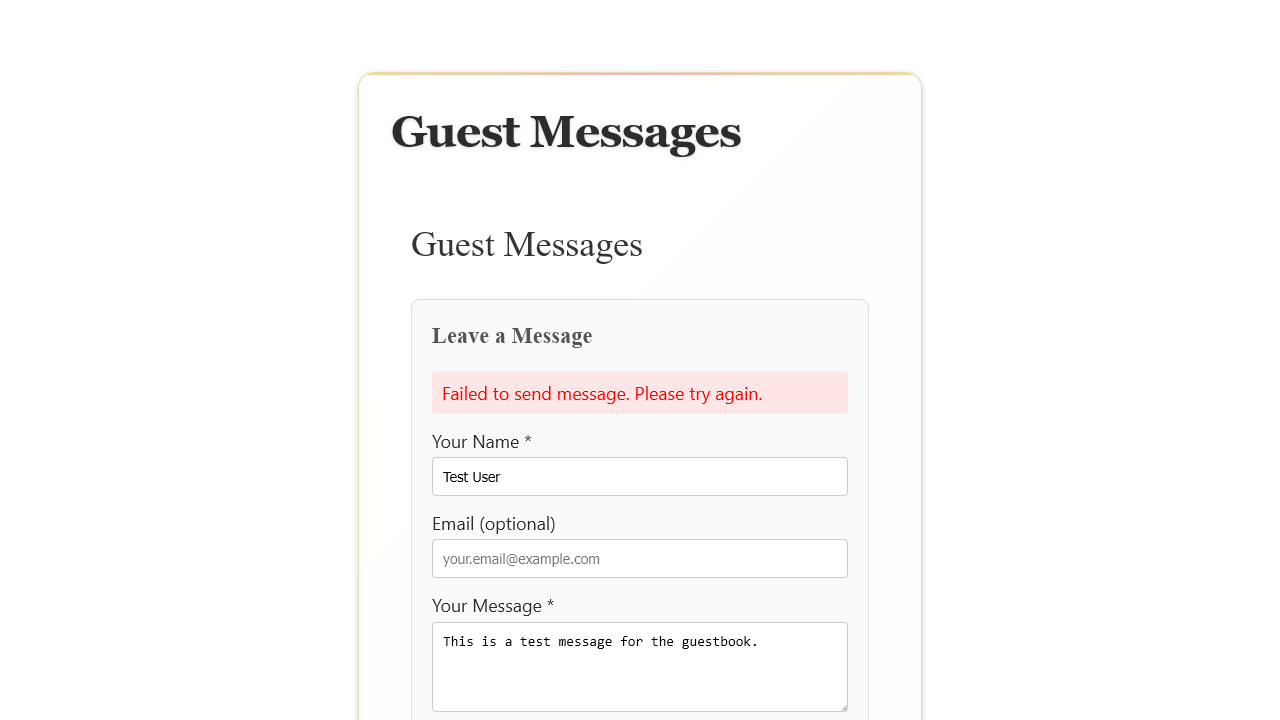 Guest Messages
Guest Messages
Leave a Message
Failed to send message. Please try again.
Your Name *
Test User
Email (optional)
your.email@example.com
Your Message *
This is a test message for the guestbook.